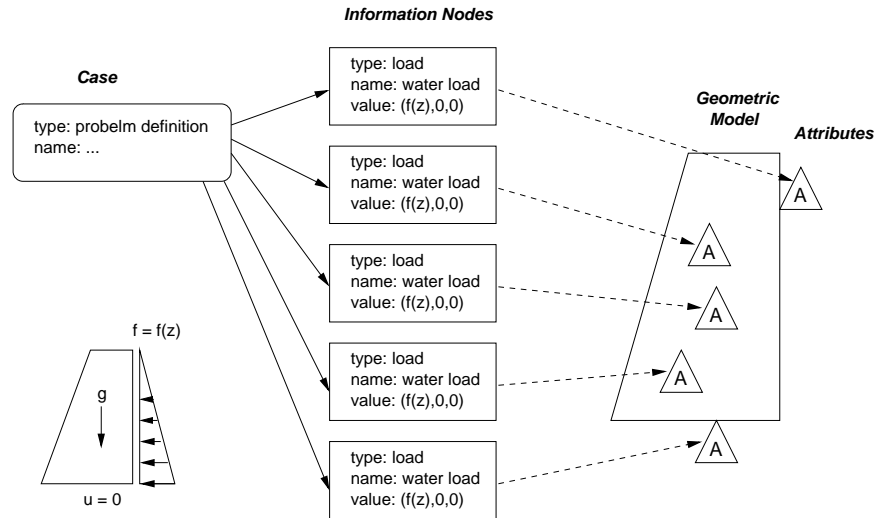 Information Nodes
Case
type: probelm definition
name: ...
type: load
name: water load
value: (f(z),0,0)
type: load
name: water load
value: (f(z),0,0)
type: load
name: water load
value: (f(z),0,0)
type: load
name: water load
value: (f(z),0,0)
type: load
name: water load
value: (f(z),0,0)
Geometric
Model
Attributes
A
A
A
A
A
f = f(z)
g
u = 0